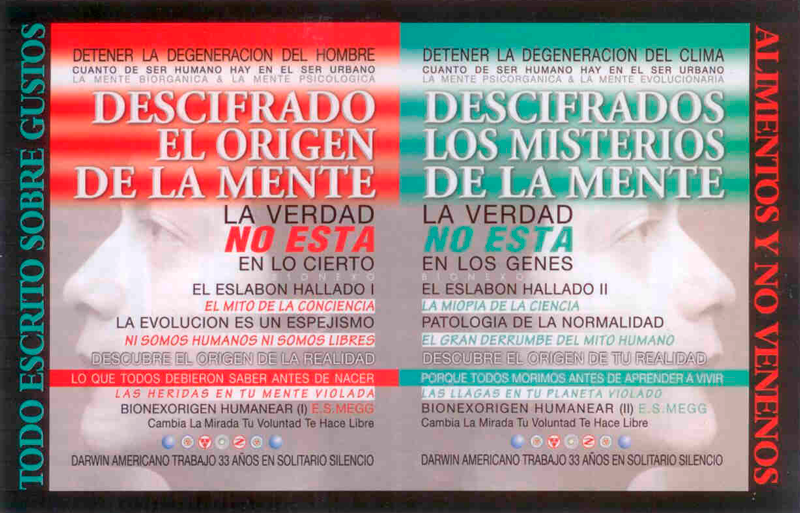 TODO ESCRITO SOBRE GUSTOS
DETENER LA DEGENERACION DEL HOMBRE
CUANTO DE SER HUMANO HAY EN EL SER URBANO
LA MENTE BIORGANICA & LA MENTE PSICOLOGICA
DESCIFRADO
EL ORIGEN
DE LA MENTE
LA VERDAD
NO ESTA
EN LO CIERTO
BIONEXO
EL ESLABON HALLADO I
EL MITO DE LA CONCIENCIA
LA EVOLUCION ES UN ESPEJISMO
NI SOMOS HUMANOS NI SOMOS LIBRES
DESCUBRE EL ORIGEN DE LA REALIDAD
LO QUE TODOS DEBIERON SABER ANTES DE NACER
LAS HERIDAS EN TU MENTE VIOLADA
BIONEXORIGEN HUMANEAR (I) E.S.MEGG
Cambia La Mirada Tu Voluntad Te Hace Libre
DARWIN AMERICANO TRABAJO 33 AÑOS EN SOLITARIO SILENCIO
DETENER LA DEGENERACION DEL CLIMA
CUANTO DE SER HUMANO HAY EN EL SER URBANO
LA MENTE PSICORGANICA & LA MENTE EVOLUCIONARIA
DESCIFRADOS
LOS MISTERIOS
DE LA MENTE
LA VERDAD
NO ESTA
EN LOS GENES
BIONEXO
EL ESLABON HALLADO II
LA MIOPIA DE LA CIENCIA
PATOLOGIA DE LA NORMALIDAD
EL GRAN DERRUMBE DEL MITO HUMANO
DESCUBRE EL ORIGEN DE TU REALIDAD
PORQUE TODOS MORIMOS ANTES DE APRENDER A VIVIR
LAS LLAGAS EN TU PLANETA VIOLADO
BIONEXORIGEN HUMANEAR (II) E.S.MEGG
Cambia La Mirada Tu Voluntad Te Hace Libre
DARWIN AMERICANO TRABAJO 33 AÑOS EN SOLITARIO SILENCIO
ALIMENTOS Y NO VENENOS